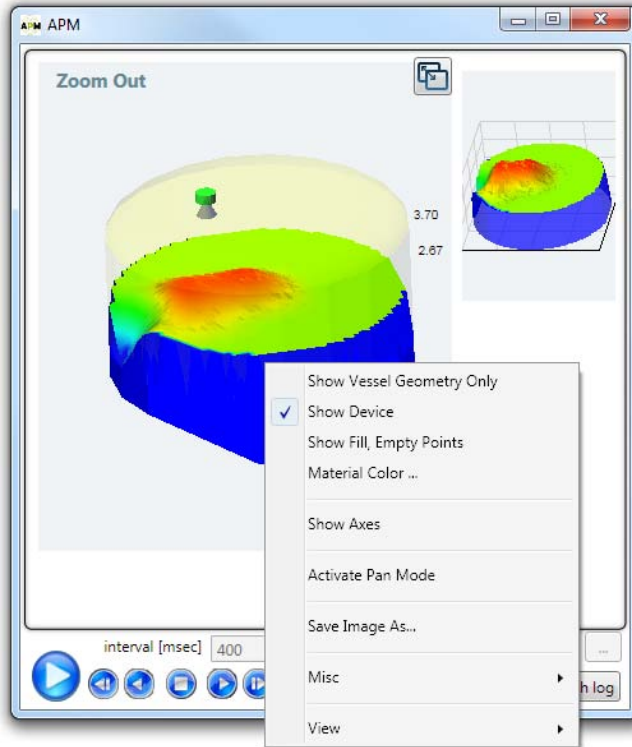 APM APM
Zoom Out
3.70
2.67
Show Vessel Geometry Only
Show Device
Show Fill, Empty Points
Material Color ...
Show Axes
Activate Pan Mode
Save Image As...
Misc
View
interval [msec] 400
...
h log